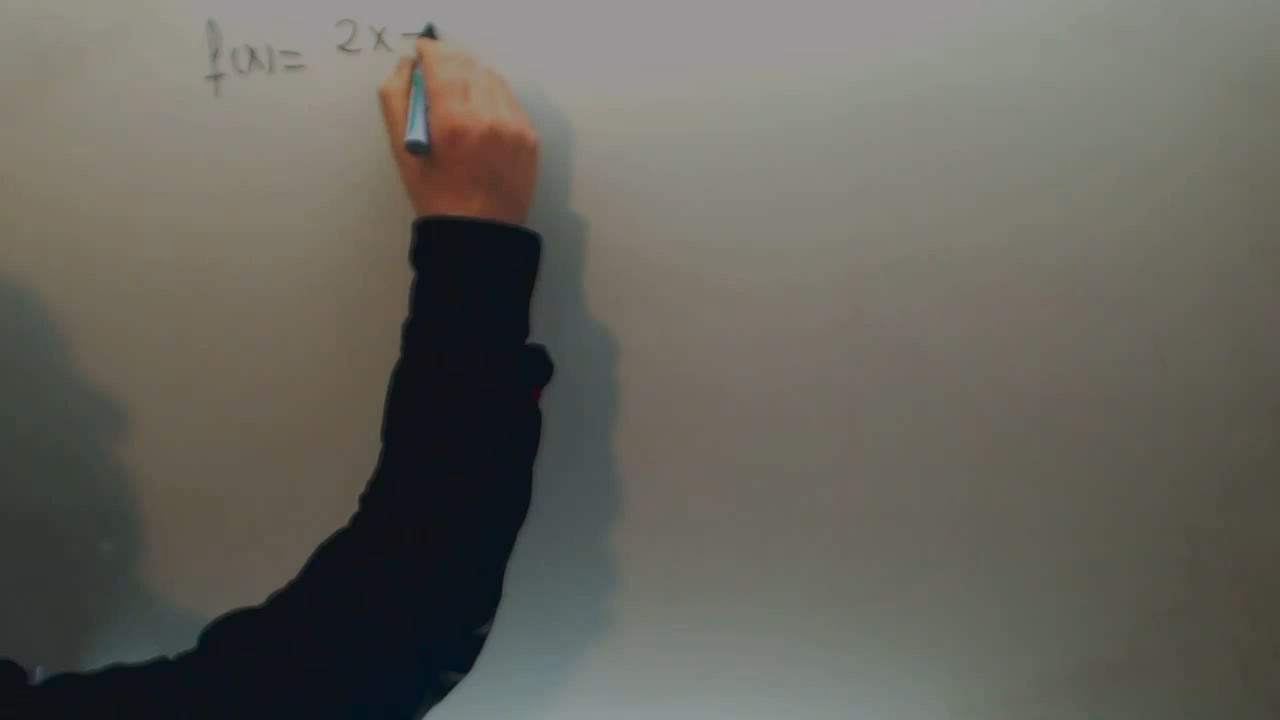 f(x) = 2x -